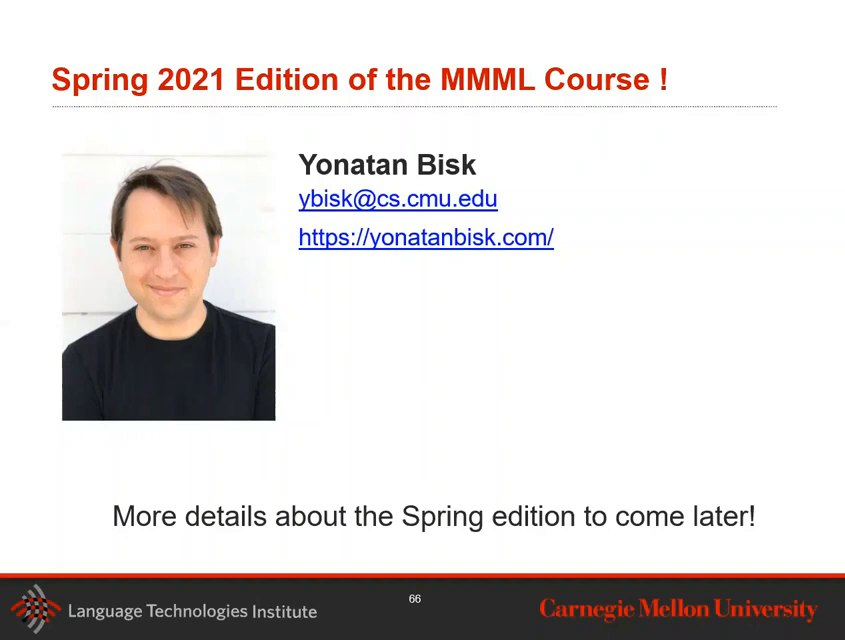 Spring 2021 Edition of the MMML Course !
Yonatan Bisk
ybisk@cs.cmu.edu
https://yonatanbisk.com/
More details about the Spring edition to come later!
Language Technologies Institute
66
Carnegie Mellon University